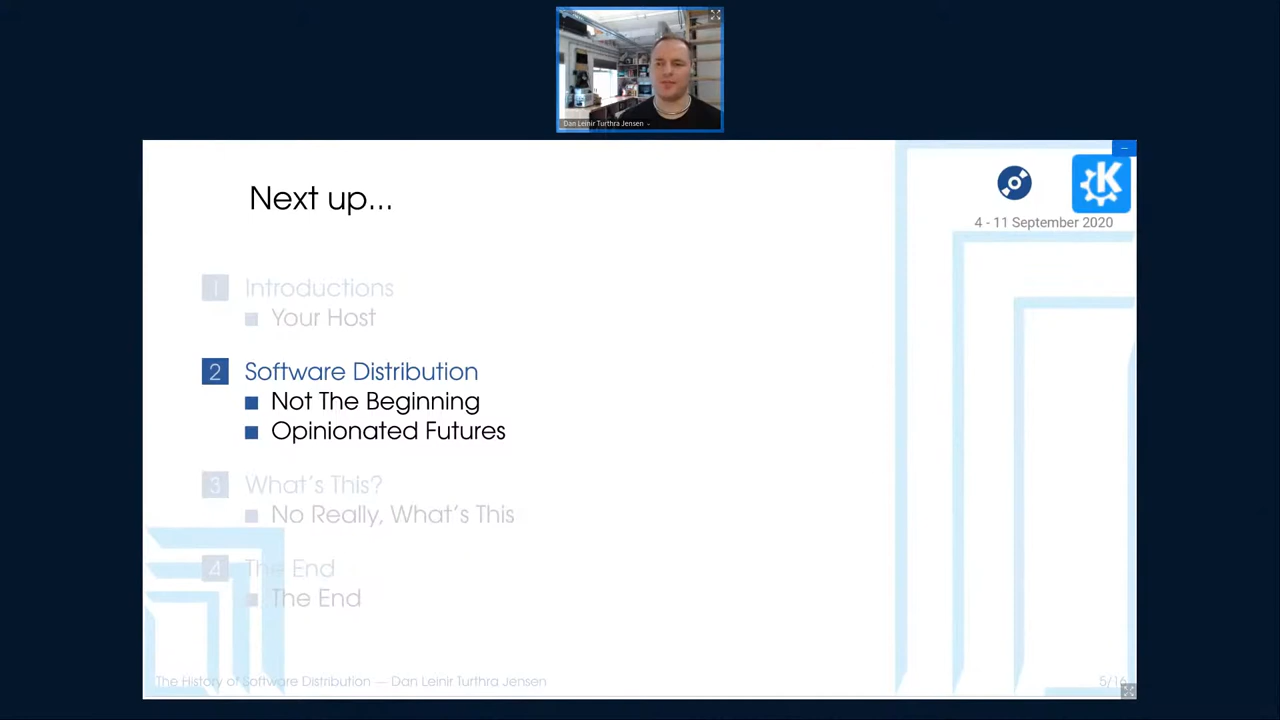 Dan Leinir Turthra Jensen
Next up...
K
4 - 11 September 2020
1 Introductions
Your Host
2 Software Distribution
Not The Beginning
Opinionated Futures
3 What's This?
No Really, What's This
4 The End
The End
The History of Software Distribution — Dan Leinir Turthra Jensen
5/16